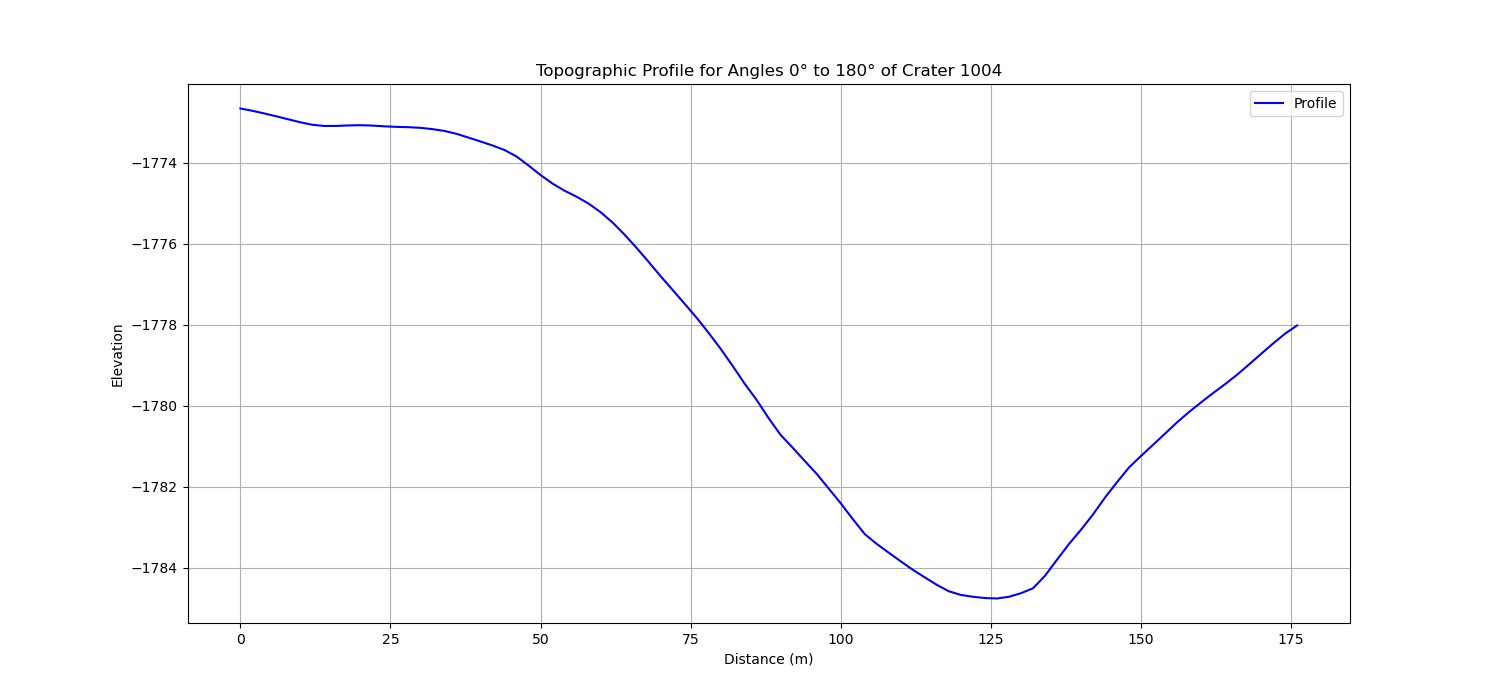 Topographic Profile for Angles 0° to 180° of Crater 1004
Profile
−1774
−1776
−1778
−1780
−1782
−1784
Elevation
0 25 50 75 100 125 150 175
Distance (m)